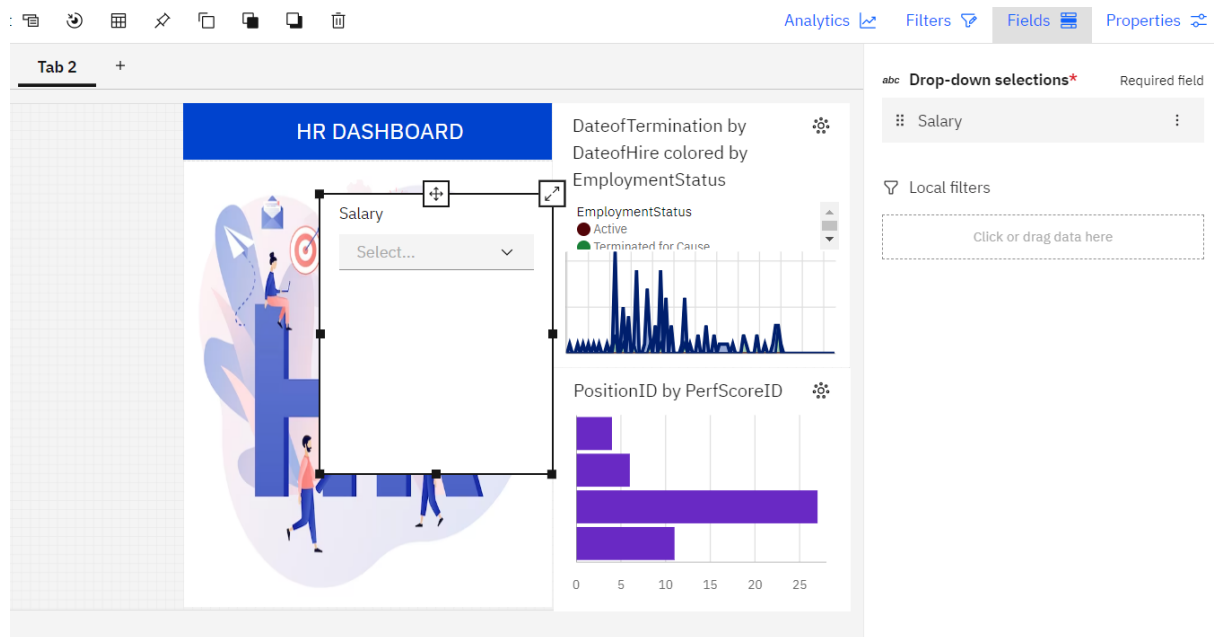 Analytics
Filters
Fields
Properties
Tab 2
+
abc Drop-down selections* Required field
Salary
Local filters
Click or drag data here
HR DASHBOARD
Salary
Select...
DateofTermination by
DateofHire colored by
EmploymentStatus
EmploymentStatus
Active
Terminated for Cause
PositionID by PerfScoreID
0 5 10 15 20 25